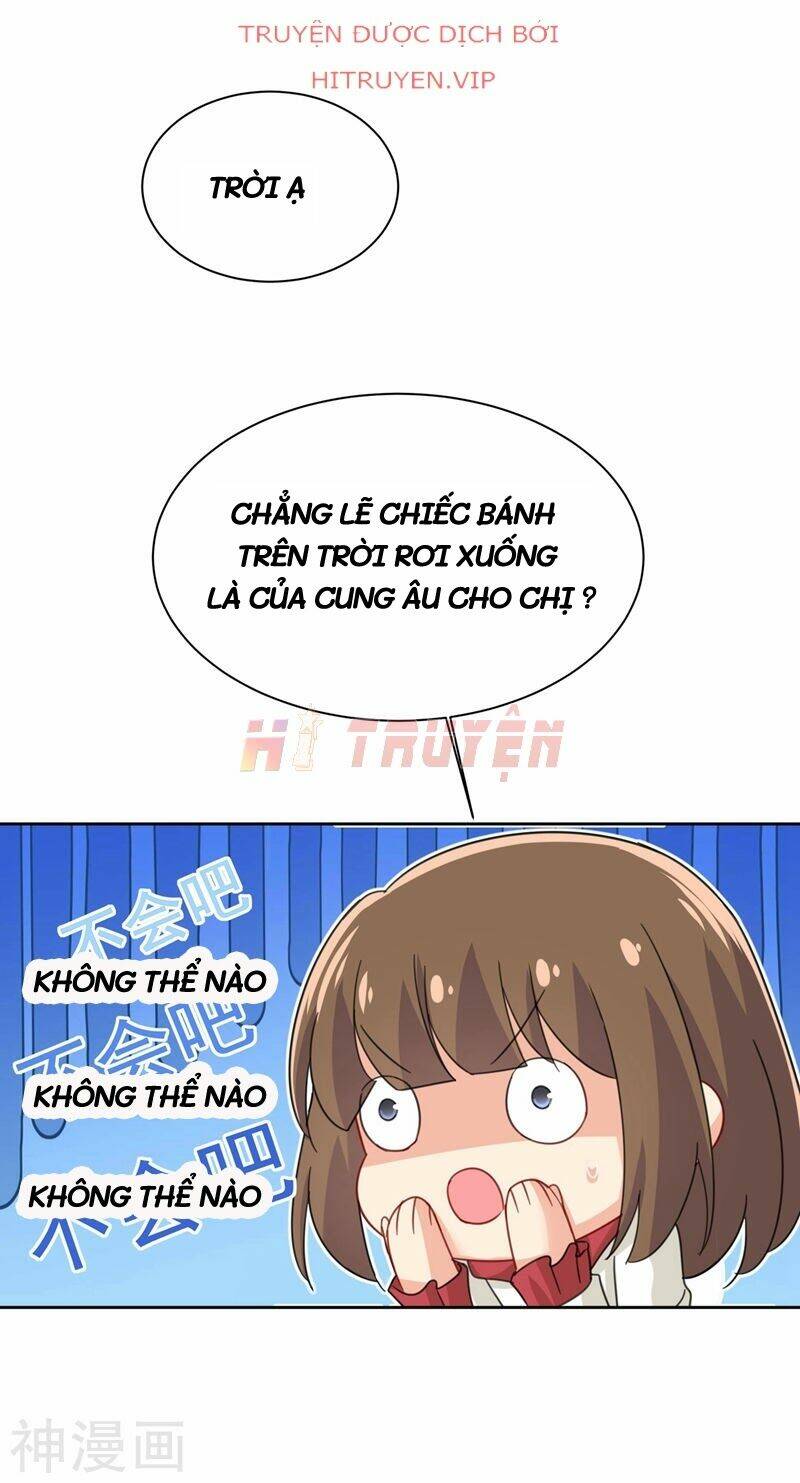 TRUYỆN ĐƯỢC DỊCH BỞI
HITRUYEN.VIP
TRỜI Ạ
CHẲNG LẼ CHIẾC BÁNH
TRÊN TRỜI RƠI XUỐNG
LÀ CỦA CUNG ÂU CHO CHỊ ?
HI TRUYỆN
不会吧
KHÔNG THỂ NÀO
不会吧
KHÔNG THỂ NÀO
不会吧
KHÔNG THỂ NÀO
神漫画